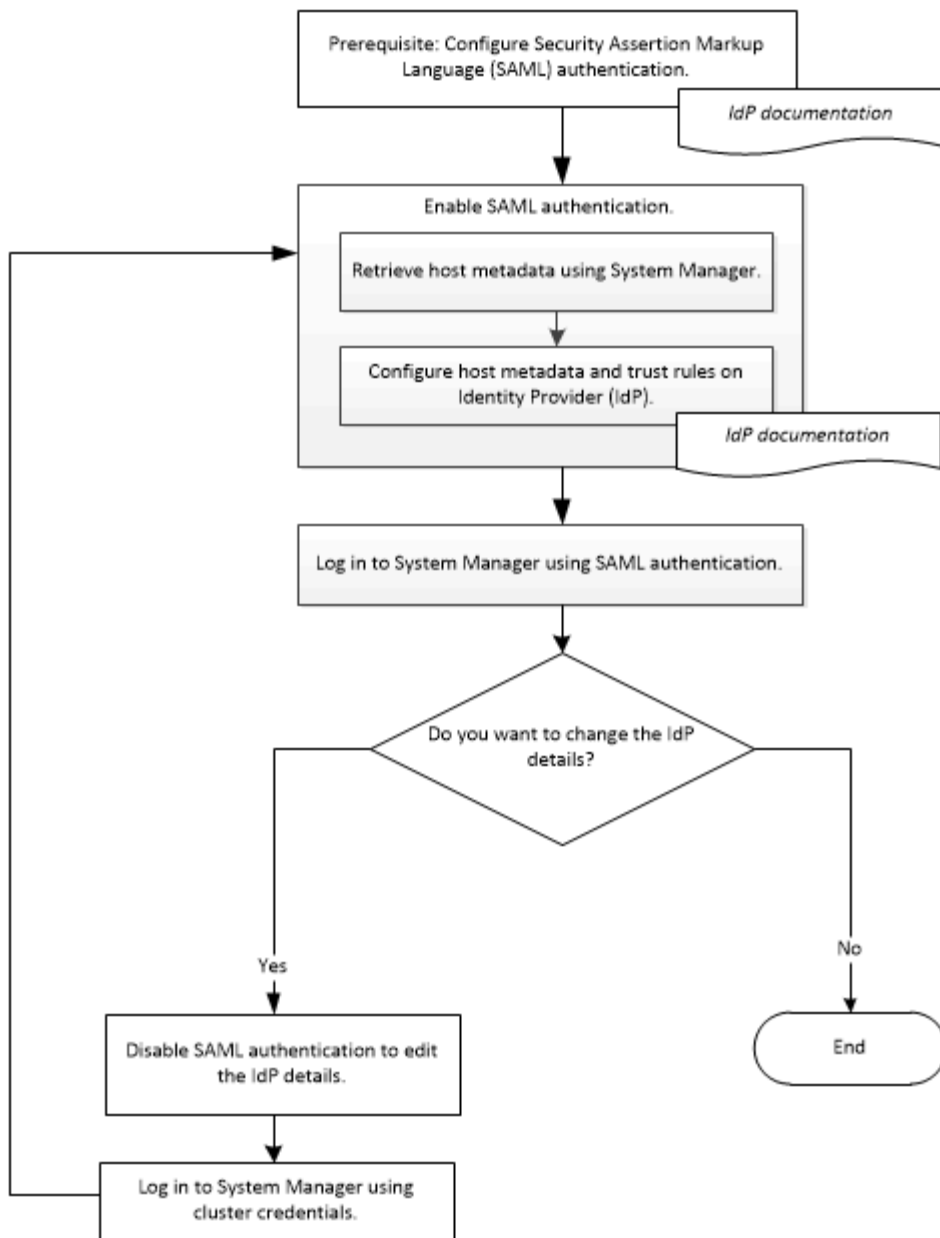 Prerequisite: Configure Security Assertion Markup
Language (SAML) authentication.
IdP documentation
Enable SAML authentication.
Retrieve host metadata using System Manager.
Configure host metadata and trust rules on
Identity Provider (IdP).
IdP documentation
Log in to System Manager using SAML authentication.
Do you want to change the IdP
details?
Yes
No
Disable SAML authentication to edit
the IdP details.
End
Log in to System Manager using
cluster credentials.